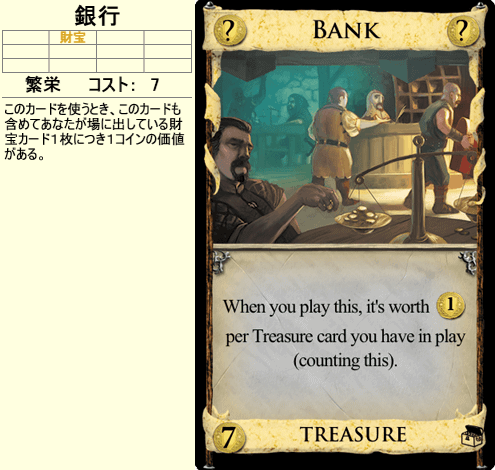 銀行
財宝
繁栄 コスト: 7
このカードを使うとき、このカードも
含めてあなたが場に出している財
宝カード1枚につき1コインの価値
がある。
? BANK ?
When you play this, it's worth 1
per Treasure card you have in play
(counting this).
7 TREASURE